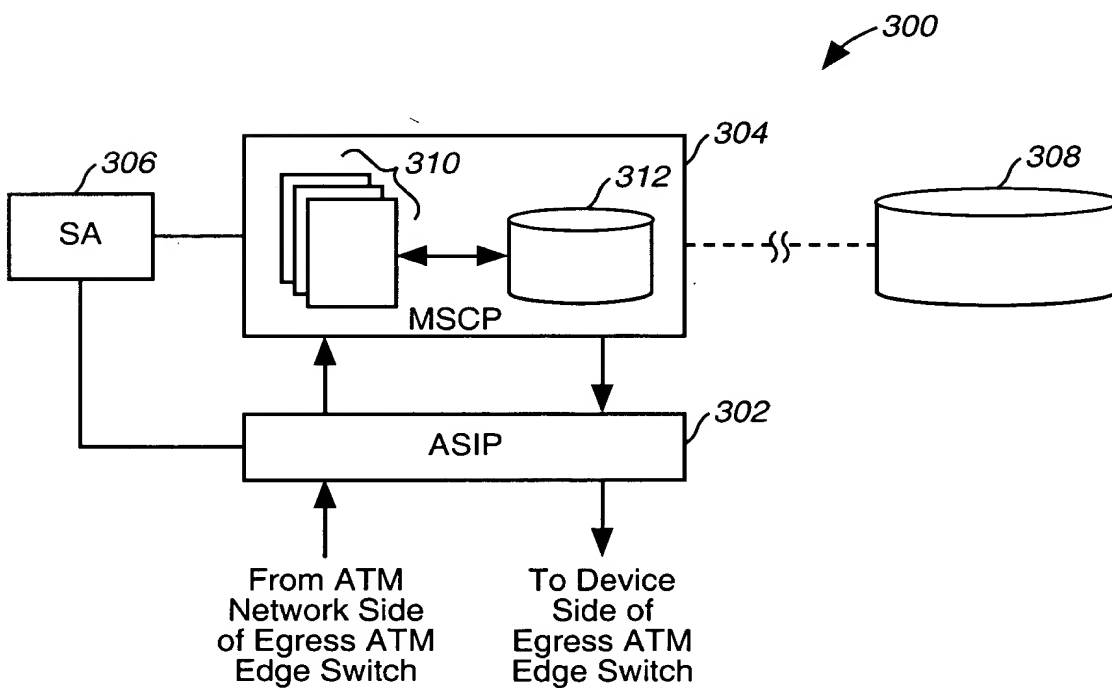 300
304
306
310
312
308
SA
MSCP
302
ASIP
From ATM
Network Side
of Egress ATM
Edge Switch
To Device
Side of
Egress ATM
Edge Switch